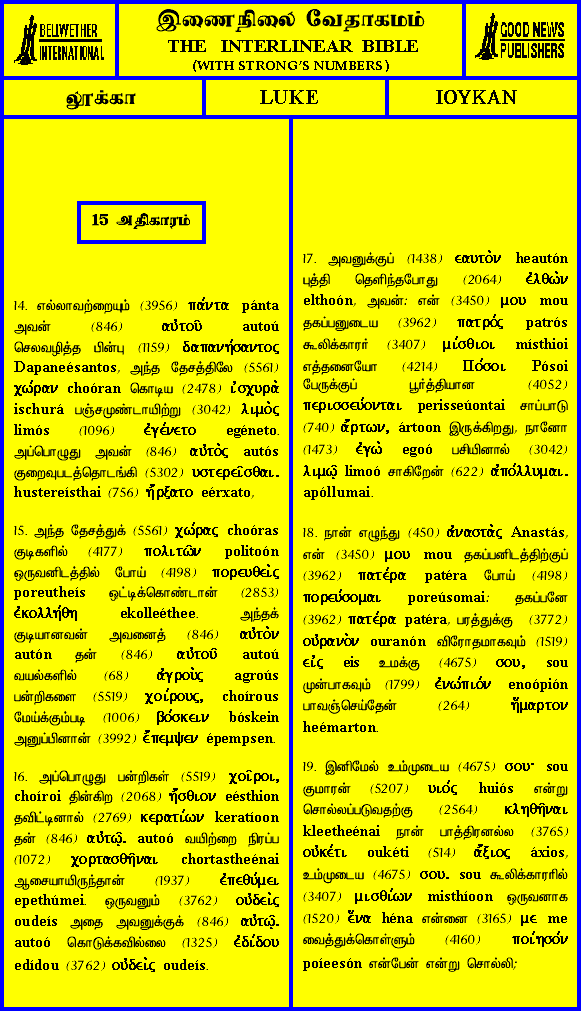 BELLWETHER
INTERNATIONAL
இணைநிலை வேதாகமம்
THE INTERLINEAR BIBLE
(WITH STRONG'S NUMBERS)
GOOD NEWS
PUBLISHERS
லூக்கா
LUKE
ΙΟΥΚΑΝ
15 அதிகாரம்
14. எல்லாவற்றையும் (3956) πάντα pánta
அவன் (846) αὐτοῦ autoú
செலவழித்த பின்பு (1159) δαπανήσαντος
Dapaneésantos, அந்த தேசத்திலே (5561)
χώραν choóran கொடிய (2478) ἰσχυρὰ
ischurá பஞ்சமுண்டாயிற்று (3042) λιμὸς
limós (1096) ἐγένετο egéneto.
அப்பொழுது அவன் (846) αὐτὸς autós
குறைவுபடத்தொடங்கி (5302) υστερεῖσθαι.
hustereísthai (756) ἤρξατο eérxato,
15. அந்த தேசத்துக் (5561) χώρας choóras
குடிகளில் (4177) πολιτῶν politoón
ஒருவனிடத்தில் போய் (4198) πορευθεὶς
poreutheís ஒட்டிக்கொண்டான் (2853)
ἐκολλήθη ekolleéthee. அந்தக்
குடியானவன் அவனைத் (846) αὐτὸν
autón தன் (846) αὐτοῦ autoú
வயல்களில் (68) ἀγροὺς agroús
பன்றிகளை (5519) χοίρους, choírous
மேய்க்கும்படி (1006) βόσκειν bóskein
அனுப்பினான் (3992) ἔπεμψεν épempsen.
16. அப்பொழுது பன்றிகள் (5519) χοῖροι,
choíroi தின்கிற (2068) ἤσθιον eésthion
தவிட்டினால் (2769) κερατίων keratíoon
தன் (846) αὐτῷ. autoó வயிற்றை நிரப்ப
(1072) χορτασθῆναι chortastheénai
ஆசையாயிருந்தான் (1937) ἐπεθύμει
epethúmei. ஒருவனும் (3762) οὐδεὶς
oudeís அதை அவனுக்குக் (846) αὐτῷ.
autoó கொடுக்கவில்லை (1325) ἐδίδου
edídou (3762) οὐδεὶς oudeís.
17. அவனுக்குப் (1438) εαυτὸν heautón
புத்தி தெளிந்தபோது (2064) ἐλθὼν
elthoón, அவன்: என் (3450) μου mou
தகப்பனுடைய (3962) πατρός patrós
கூலிக்காரர் (3407) μίσθιοι místhioi
எத்தனையோ (4214) Πόσοι Pósoi
பேருக்குப் பூர்த்தியான (4052)
περισσεύονται perisseúontai சாப்பாடு
(740) ἄρτων, ártoon இருக்கிறது, நானோ
(1473) ἐγὼ egoó பசியினால் (3042)
λιμῷ limoó சாகிறேன் (622) ἀπόλλυμαι.
apóllumai.
18. நான் எழுந்து (450) ἀναστὰς Anastás,
என் (3450) μου mou தகப்பனிடத்திற்குப்
(3962) πατέρα patéra போய் (4198)
πορεύσομαι poreúsomai: தகப்பனே
(3962) πατέρα patéra, பரத்துக்கு (3772)
οὐρανὸν ouranón விரோதமாகவும் (1519)
εἰς eis உமக்கு (4675) σου, sou
முன்பாகவும் (1799) ἐνώπιόν enoópión
பாவஞ்செய்தேன் (264) ἥμαρτον
heémarton.
19. இனிமேல் உம்முடைய (4675) σου· sou
குமாரன் (5207) υιός huiós என்று
சொல்லப்படுவதற்கு (2564) κληθῆναι
kleetheénai நான் பாத்திரனல்ல (3765)
οὐκέτι oukéti (514) ἄξιος áxios,
உம்முடைய (4675) σου. sou கூலிக்காரரில்
(3407) μισθίων misthíoon ஒருவனாக
(1520) ἕνα héna என்னை (3165) με me
வைத்துக்கொள்ளும் (4160) ποίησόν
poíeesón என்பேன் என்று சொல்லி;